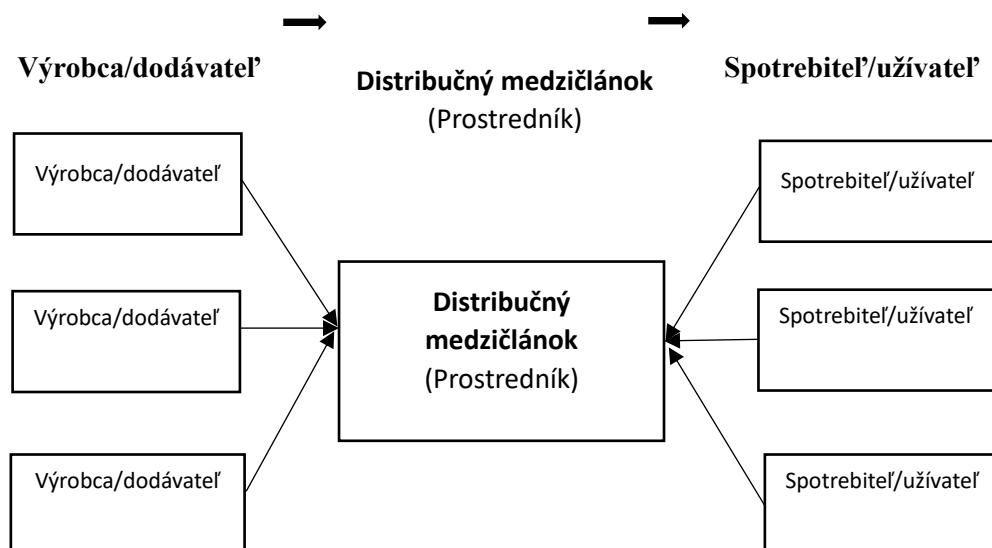 Výrobca/dodávateľ
Distribučný medzičlánok
(Prostredník)
Spotrebiteľ/užívateľ
Výrobca/dodávateľ
Spotrebiteľ/užívateľ
Distribučný
medzičlánok
(Prostredník)
Výrobca/dodávateľ
Spotrebiteľ/užívateľ
Výrobca/dodávateľ
Spotrebiteľ/užívateľ